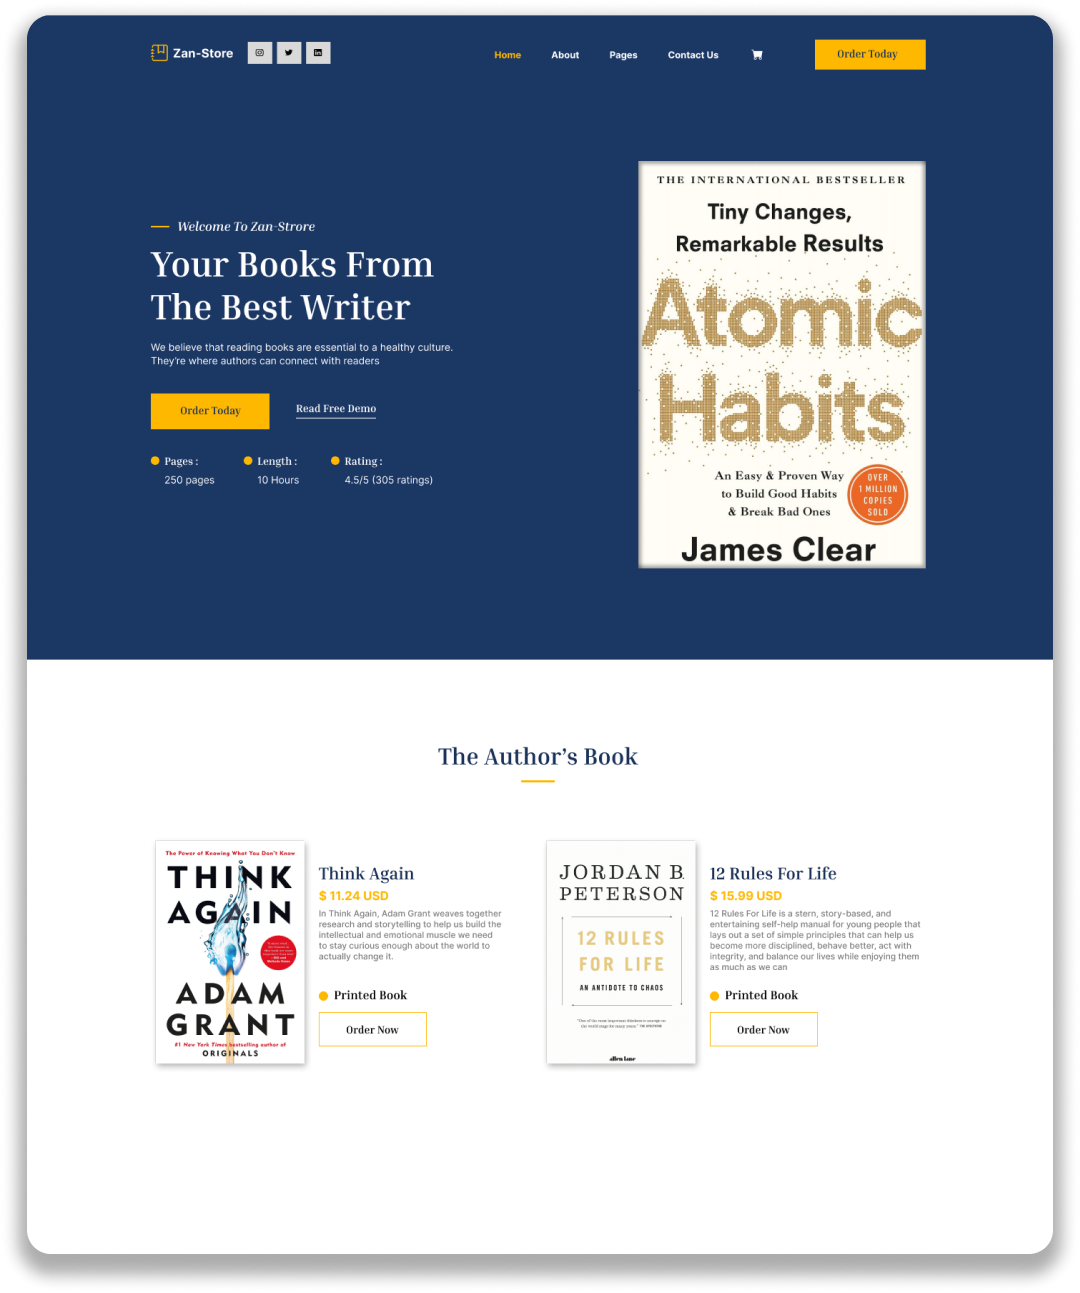 Zan-Store
Home About Pages Contact Us
Order Today
Welcome To Zan-Strore
Your Books From
The Best Writer
We believe that reading books are essential to a healthy culture.
They're where authors can connect with readers
Order Today
Read Free Demo
Pages :
250 pages
Length :
10 Hours
Rating :
4.5/5 (305 ratings)
THE INTERNATIONAL BESTSELLER
Tiny Changes,
Remarkable Results
Atomic
Habits
An Easy & Proven Way
to Build Good Habits
& Break Bad Ones
OVER
1 MILLION
COPIES
SOLD
James Clear
The Author's Book
The Power of Knowing What You Don't Know
THINK
AGAIN
ADAM
GRANT
#1 New York Times bestselling author of
ORIGINALS
Think Again
$ 11.24 USD
In Think Again, Adam Grant weaves together
research and storytelling to help us build the
intellectual and emotional muscle we need
to stay curious enough about the world to
actually change it.
Printed Book
Order Now
JORDAN B.
PETERSON
12 RULES
FOR LIFE
AN ANTIDOTE TO CHAOS
allen lane
12 Rules For Life
$ 15.99 USD
12 Rules For Life is a stern, story-based, and
entertaining self-help manual for young people that
lays out a set of simple principles that can help us
become more disciplined, behave better, act with
integrity, and balance our lives while enjoying them
as much as we can
Printed Book
Order Now